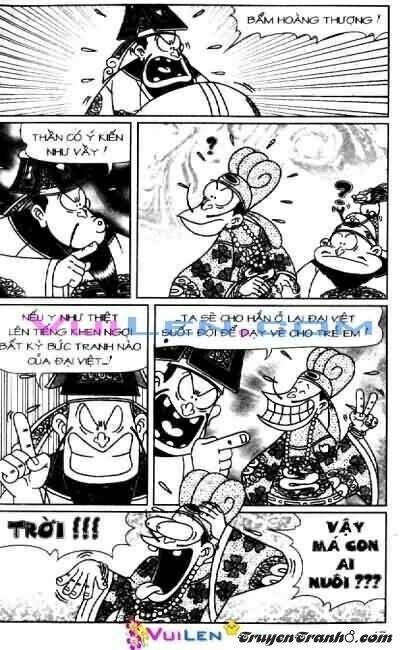 BẨM HOÀNG THƯỢNG!
THẦN CÓ Ý KIẾN
NHƯ VẦY!
?
?
NẾU Y NHƯ THIỆT
LÊN TIẾNG KHEN NGỢI
BẤT KỲ BỨC TRANH NÀO
CỦA ĐẠI VIỆT...!
TA SẼ CHO HẮN Ở LẠI ĐẠI VIỆT
SUỐT ĐỜI ĐỂ DẠY VẼ CHO TRẺ EM!
VUILEN.COM
TRỜI!!!
VẬY
MÁ CON
AI
NUÔI???
VUILEN
TruyenTranh8.com